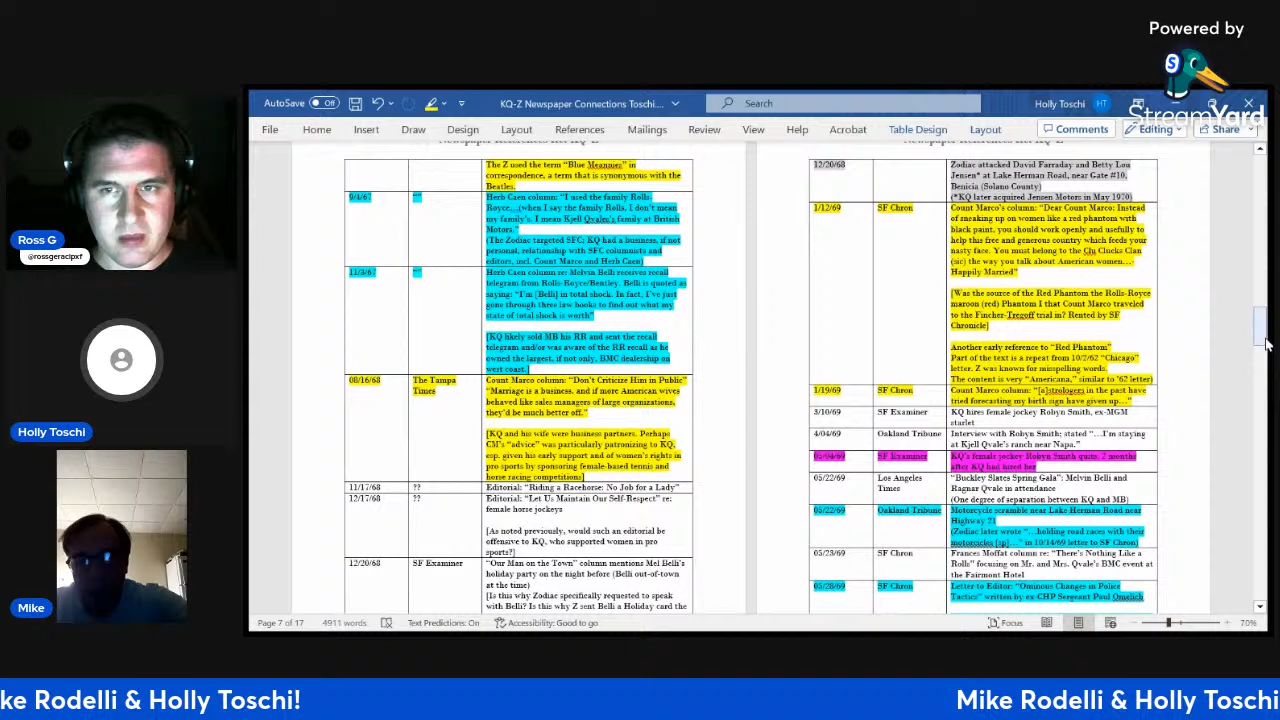 Powered by
StreamYard
S
AutoSave
Off
KQ-Z Newspaper Connections Toschi....
Search
Holly Toschi
HT
File
Home
Insert
Draw
Design
Layout
References
Mailings
Review
View
Help
Acrobat
Table Design
Layout
Comments
Editing
Share
The Z used the term “Blue Meannies” in
correspondence, a term that is synonymous with the
Beatles.
9/4/67
“”
Herb Caen column: “I used the family Rolls-
Royce…(when I say the family Rolls, I don't mean
my family's. I mean Kjell Qvales's family at British
Motors.”
(The Zodiac targeted SFC; KQ had a business, if not
personal, relationship with SFC columnists and
editors, incl. Count Marco and Herb Caen)
11/3/67
“”
Herb Caen column re: Melvin Belli receives recall
telegram from Rolls-Royce/Bentley. Belli is quoted as
saying: “I'm [Belli] in total shock. In fact, I've just
gone through three law books to find out what my
state of total shock is worth”
[KQ likely sold MB his RR and sent the recall
telegram and/or was aware of the RR recall as he
owned the largest, if not only, BMC dealership on
west coast.]
08/16/68
The Tampa
Times
Count Marco column: “Don't Criticize Him in Public”
“Marriage is a business, and if more American wives
behaved like sales managers of large organizations,
they'd be much better off.”
[KQ and his wife were business partners. Perhaps
CM's “advice” was particularly patronizing to KQ,
esp. given his early support and of women's rights in
pro sports by sponsoring female-based tennis and
horse racing competitions]
11/17/68
??
Editorial: “Riding a Racehorse: No Job for a Lady”
12/17/68
??
Editorial: “Let Us Maintain Our Self-Respect” re:
female horse jockeys
[As noted previously, would such an editorial be
offensive to KQ, who supported women in pro
sports?]
12/20/68
SF Examiner
“Our Man on the Town” column mentions Mel Belli's
holiday party on the night before (Belli out-of-town
at the time)
[Is this why Zodiac specifically requested to speak
with Belli? Is this why Z sent Belli a Holiday card the
12/20/68
Zodiac attacked David Farraday and Betty Lou
Jensen* at Lake Herman Road, near Gate #10,
Benicia (Solano County)
(*KQ later acquired Jensen Motors in May 1970)
1/12/69
SF Chron
Count Marco's column: “Dear Count Marco: Instead
of sneaking up on women like a red phantom with
black paint, you should work openly and usefully to
help this free and generous country which feeds your
nasty face. You must belong to the Clu Clucks Clan
(sic) the way you talk about American women…-
Happily Married”
[Was the source of the Red Phantom the Rolls-Royce
maroon (red) Phantom I that Count Marco traveled
to the Fincher-Tregoff trial in? Rented by SF
Chronicle]
Another early reference to “Red Phantom”
Part of the text is a repeat from 10/2/62 “Chicago”
letter. Z was known for misspelling words.
The content is very “Americana,” similar to '62 letter)
1/19/69
SF Chron
Count Marco column: “[a]strologers in the past have
tried forecasting my birth sign have given up…”
3/10/69
SF Examiner
KQ hires female jockey Robyn Smith, ex-MGM
starlet
4/04/69
Oakland Tribune
Interview with Robyn Smith; stated “…I'm staying
at Kjell Qvale's ranch near Napa.”
05/04/69
SF Examiner
KQ's female jockey Robyn Smith quits, 2 months
after KQ had hired her
05/22/69
Los Angeles
Times
“Buckley Slates Spring Gala”: Melvin Belli and
Ragnar Qvale in attendance
(One degree of separation between KQ and MB)
05/22/69
Oakland Tribune
Motorcycle scramble near Lake Herman Road near
Highway 21
(Zodiac later wrote “…holding road races with their
motorcicles [sp]…” in 10/14/69 letter to SF Chron)
05/23/69
SF Chron
Frances Moffat column re: “There's Nothing Like a
Rolls” focusing on Mr. and Mrs. Qvale's BMC event at
the Fairmont Hotel
05/28/69
SF Chron
Letter to Editor: “Ominous Changes in Police
Tactics” written by ex-CHP Sergeant Paul Omelich
Page 7 of 17
4911 words
Text Predictions: On
Accessibility: Good to go
Focus
70%
Ross G
@rossgeracipxf
Holly Toschi
Mike
ke Rodelli & Holly Toschi!
Mike Rodelli & Holly Toschi